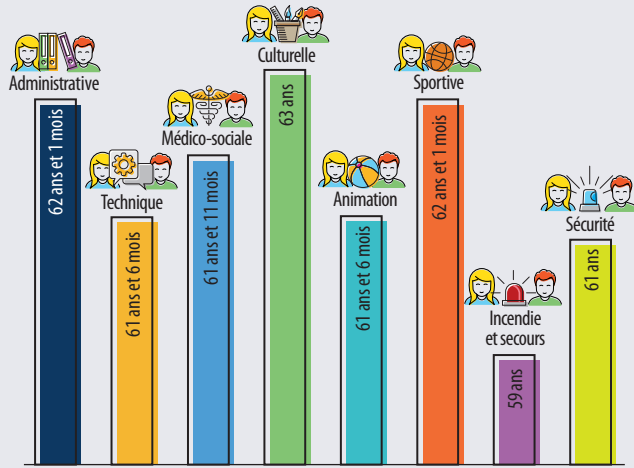 Administrative
62 ans et 1 mois
Technique
61 ans et 6 mois
Médico-sociale
61 ans et 11 mois
Culturelle
63 ans
Animation
61 ans et 6 mois
Sportive
62 ans et 1 mois
Incendie
et secours
59 ans
Sécurité
61 ans